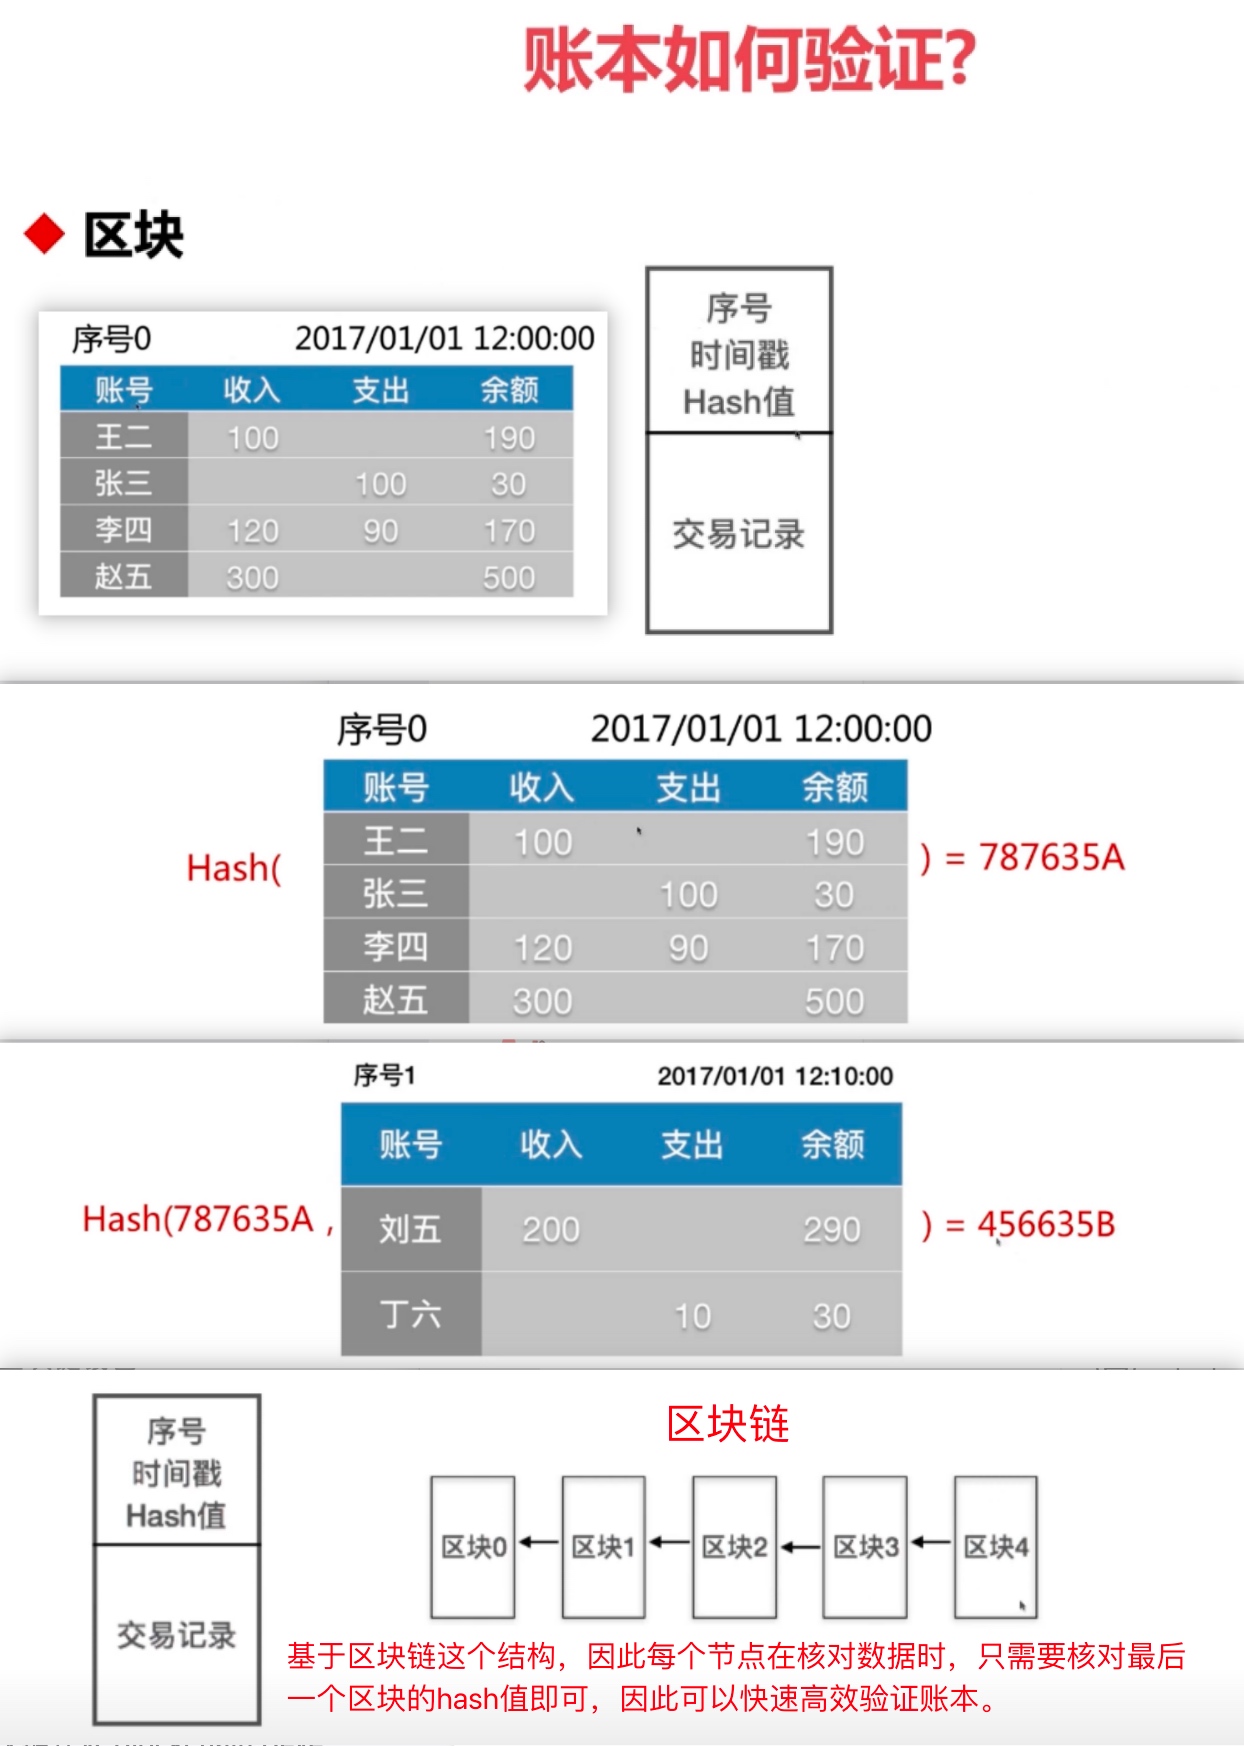 账本如何验证?
区块
序号0 2017/01/01 12:00:00
账号 收入 支出 余额
王二 100 190
张三 100 30
李四 120 90 170
赵五 300 500
序号
时间戳
Hash值
交易记录
序号0 2017/01/01 12:00:00
账号 收入 支出 余额
王二 100 190
张三 100 30
李四 120 90 170
赵五 300 500
Hash(
) = 787635A
序号1 2017/01/01 12:10:00
账号 收入 支出 余额
刘五 200 290
丁六 10 30
Hash(787635A ,
) = 456635B
序号
时间戳
Hash值
交易记录
区块链
区块0 区块1 区块2 区块3 区块4
基于区块链这个结构，因此每个节点在核对数据时，只需要核对最后
一个区块的hash值即可，因此可以快速高效验证账本。